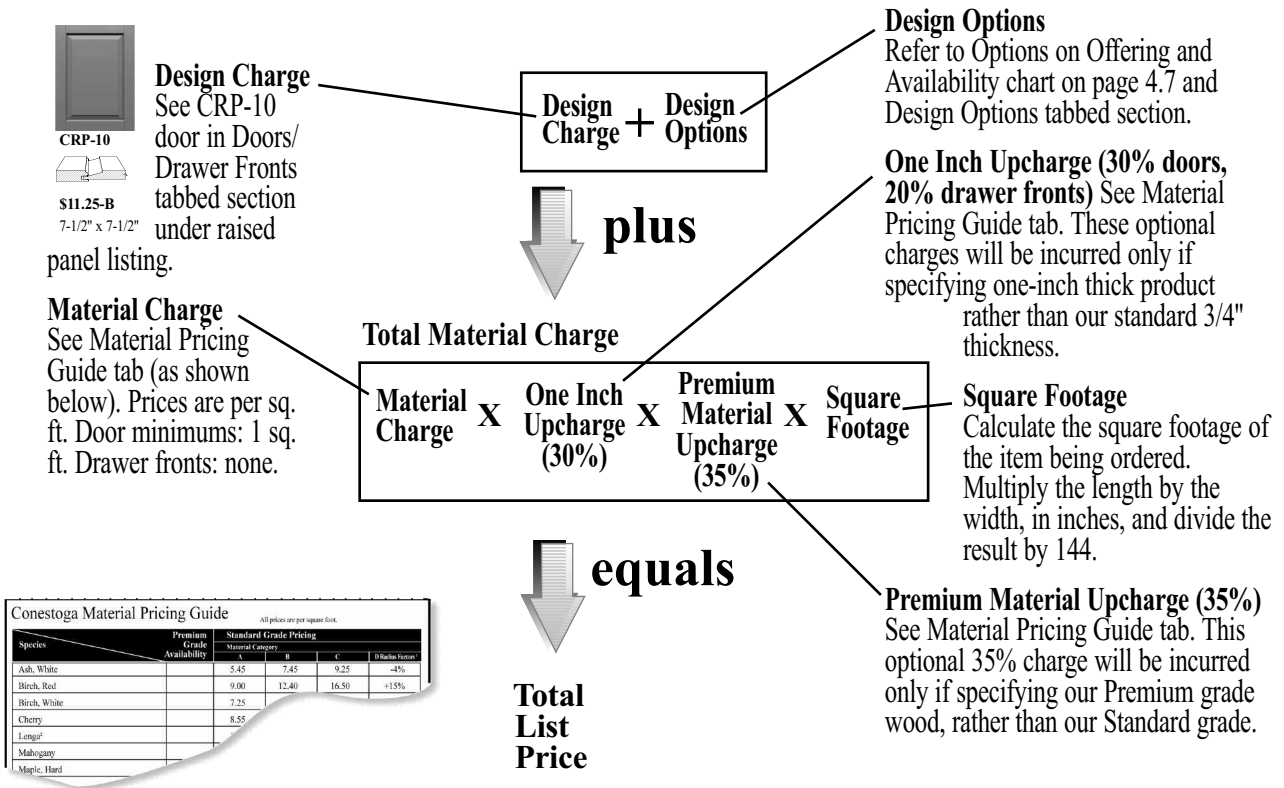 CRP-10
$11.25-B
7-1/2" x 7-1/2"
Design Charge
See CRP-10
door in Doors/
Drawer Fronts
tabbed section
under raised
panel listing.
Design
Charge
+
Design
Options
Design Options
Refer to Options on Offering and
Availability chart on page 4.7 and
Design Options tabbed section.
plus
One Inch Upcharge (30% doors,
20% drawer fronts) See Material
Pricing Guide tab. These optional
charges will be incurred only if
specifying one-inch thick product
rather than our standard 3/4"
thickness.
Material Charge
See Material Pricing
Guide tab (as shown
below). Prices are per sq.
ft. Door minimums: 1 sq.
ft. Drawer fronts: none.
Total Material Charge
Material
Charge
X
One Inch
Upcharge
(30%)
X
Premium
Material
Upcharge
(35%)
X
Square
Footage
Square Footage
Calculate the square footage of
the item being ordered.
Multiply the length by the
width, in inches, and divide the
result by 144.
equals
Premium Material Upcharge (35%)
See Material Pricing Guide tab. This
optional 35% charge will be incurred
only if specifying our Premium grade
wood, rather than our Standard grade.
Conestoga Material Pricing Guide All prices are per square foot.
Species
Premium
Grade
Availability
Standard Grade Pricing
Material Category
A B C D Radius Factors¹
Ash, White 5.45 7.45 9.25 -4%
Birch, Red 9.00 12.40 16.50 +15%
Birch, White 7.25
Cherry 8.55
Lenga²
Mahogany
Maple, Hard
Total
List
Price